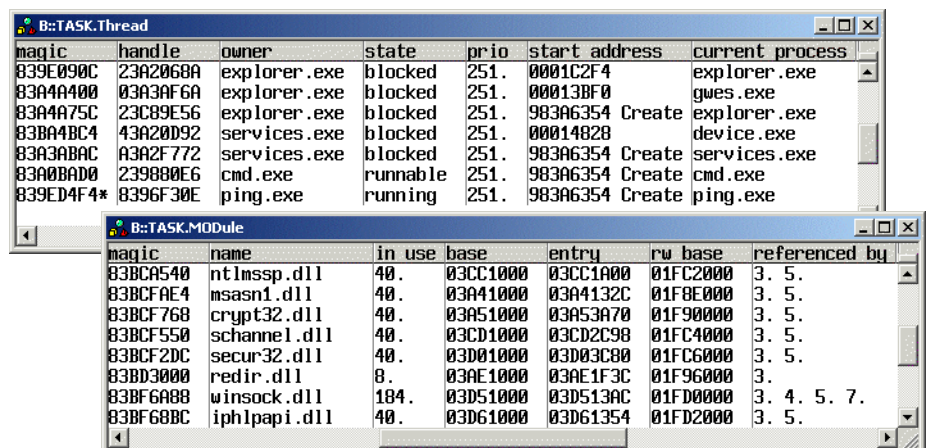 B::TASK.Thread
magic handle owner state prio start address current process
839E090C 23A2068A explorer.exe blocked 251. 0001C2F4 explorer.exe
83A4A400 03A3AF6A explorer.exe blocked 251. 00013BF0 gwes.exe
83A4A75C 23C89E56 explorer.exe blocked 251. 983A6354 Create explorer.exe
83BA4BC4 43A20D92 services.exe blocked 251. 00014828 device.exe
83A3ABAC A3A2F772 services.exe blocked 251. 983A6354 Create services.exe
83A0BAD0 239880E6 cmd.exe runnable 251. 983A6354 Create cmd.exe
839ED4F4* 8396F30E ping.exe running 251. 983A6354 Create ping.exe
B::TASK.MODule
magic name in use base entry rw base referenced by
83BCA540 ntlmssp.dll 40. 03CC1000 03CC1A00 01FC2000 3. 5.
83BCFAE4 msasn1.dll 40. 03A41000 03A4132C 01F8E000 3. 5.
83BCF768 crypt32.dll 40. 03A51000 03A53A70 01F90000 3. 5.
83BCF550 schannel.dll 40. 03CD1000 03CD2C98 01FC4000 3. 5.
83BCF2DC secur32.dll 40. 03D01000 03D03C80 01FC6000 3. 5.
83BD3000 redir.dll 8. 03AE1000 03AE1F3C 01F96000 3.
83BF6A88 winsock.dll 184. 03D51000 03D513AC 01FD0000 3. 4. 5. 7.
83BF68BC iphlpapi.dll 40. 03D61000 03D61354 01FD2000 3. 5.